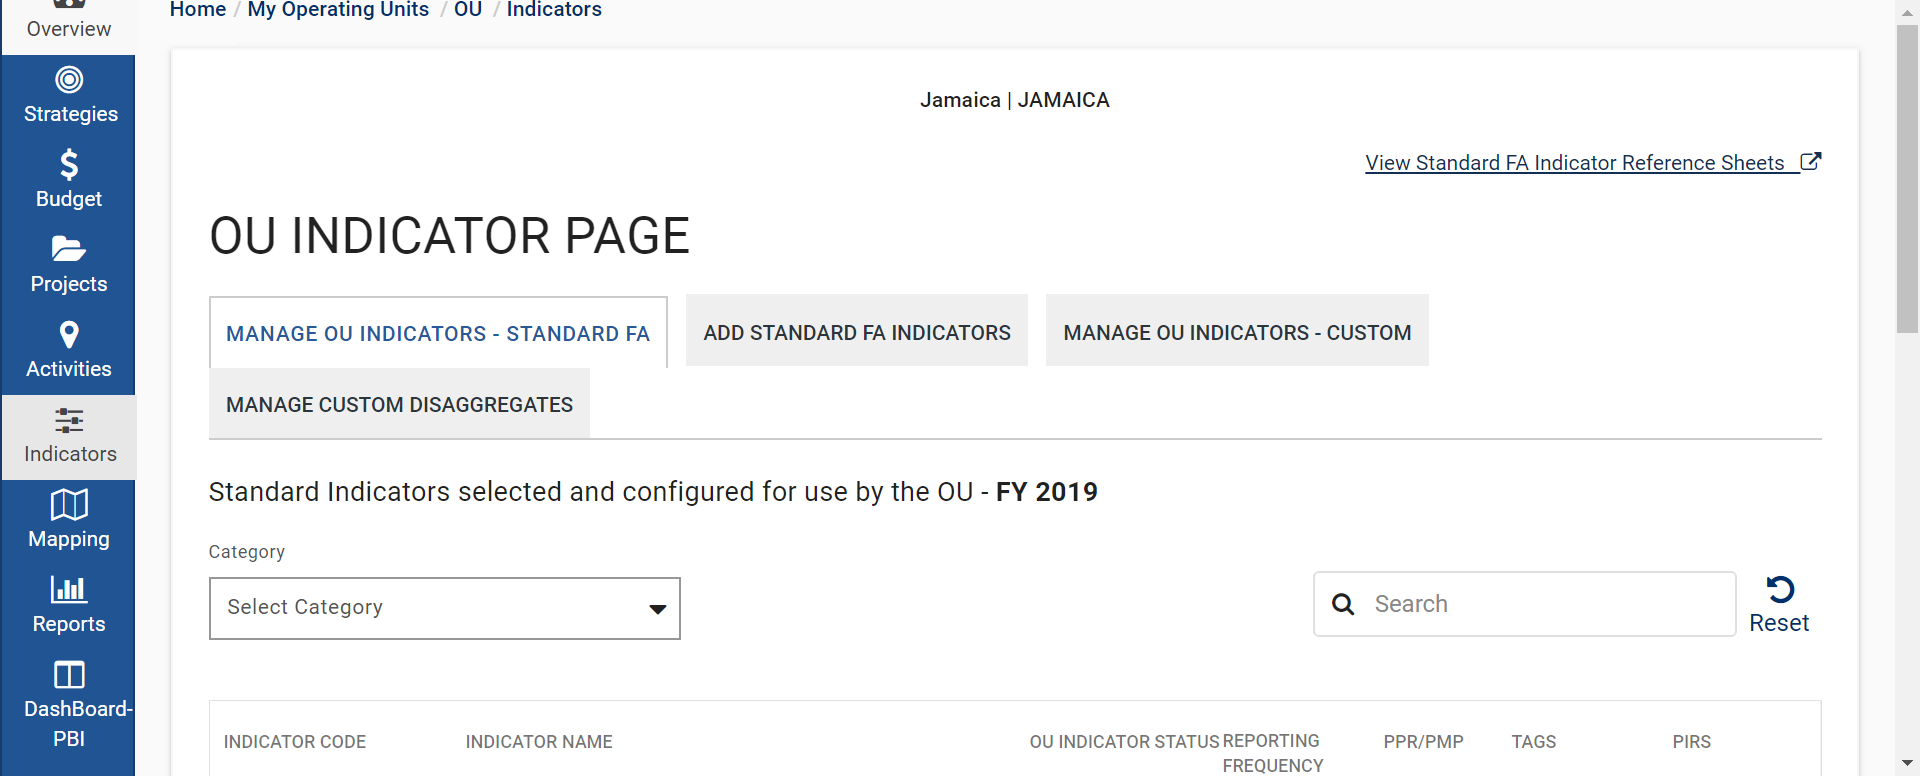 Home / My Operating Units / OU / Indicators
Overview
Strategies
Budget
Projects
Activities
Indicators
Mapping
Reports
DashBoard-
PBI
Jamaica | JAMAICA
View Standard FA Indicator Reference Sheets
OU INDICATOR PAGE
MANAGE OU INDICATORS - STANDARD FA
ADD STANDARD FA INDICATORS
MANAGE OU INDICATORS - CUSTOM
MANAGE CUSTOM DISAGGREGATES
Standard Indicators selected and configured for use by the OU - FY 2019
Category
Select Category
Search
Reset
INDICATOR CODE
INDICATOR NAME
OU INDICATOR STATUS
REPORTING
FREQUENCY
PPR/PMP
TAGS
PIRS